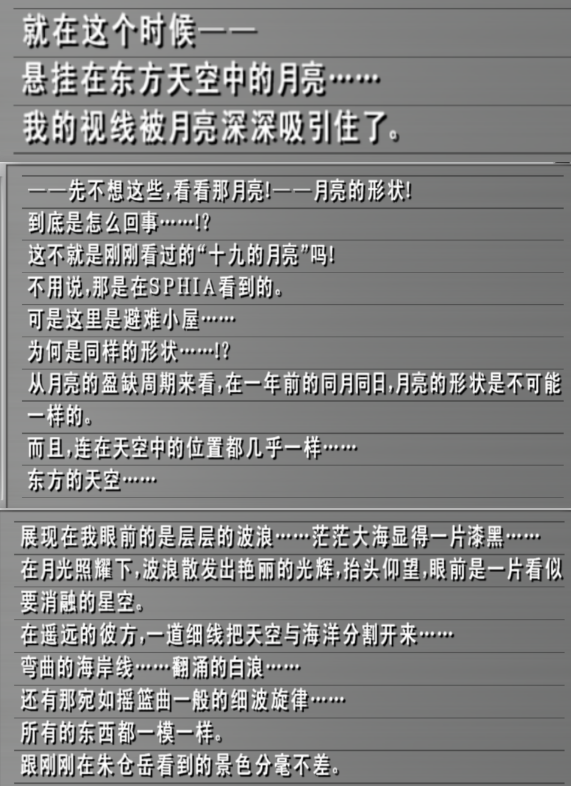 就在这个时候——
悬挂在东方天空中的月亮……
我的视线被月亮深深吸引住了。
——先不想这些,看看那月亮!——月亮的形状!
到底是怎么回事……!?
这不就是刚刚看过的“十九的月亮”吗!
不用说,那是在SPHIA看到的。
可是这里是避难小屋……
为何是同样的形状……!?
从月亮的盈缺周期来看,在一年前的同月同日,月亮的形状是不可能
一样的。
而且,连在天空中的位置都几乎一样……
东方的天空……
展现在我眼前的是层层的波浪……茫茫大海显得一片漆黑……
在月光照耀下,波浪散发出艳丽的光辉,抬头仰望,眼前是一片看似
要消融的星空。
在遥远的彼方,一道细线把天空与海洋分割开来……
弯曲的海岸线……翻涌的白浪……
还有那宛如摇篮曲一般的细波旋律……
所有的东西都一模一样。
跟刚刚在朱仓岳看到的景色分毫不差。